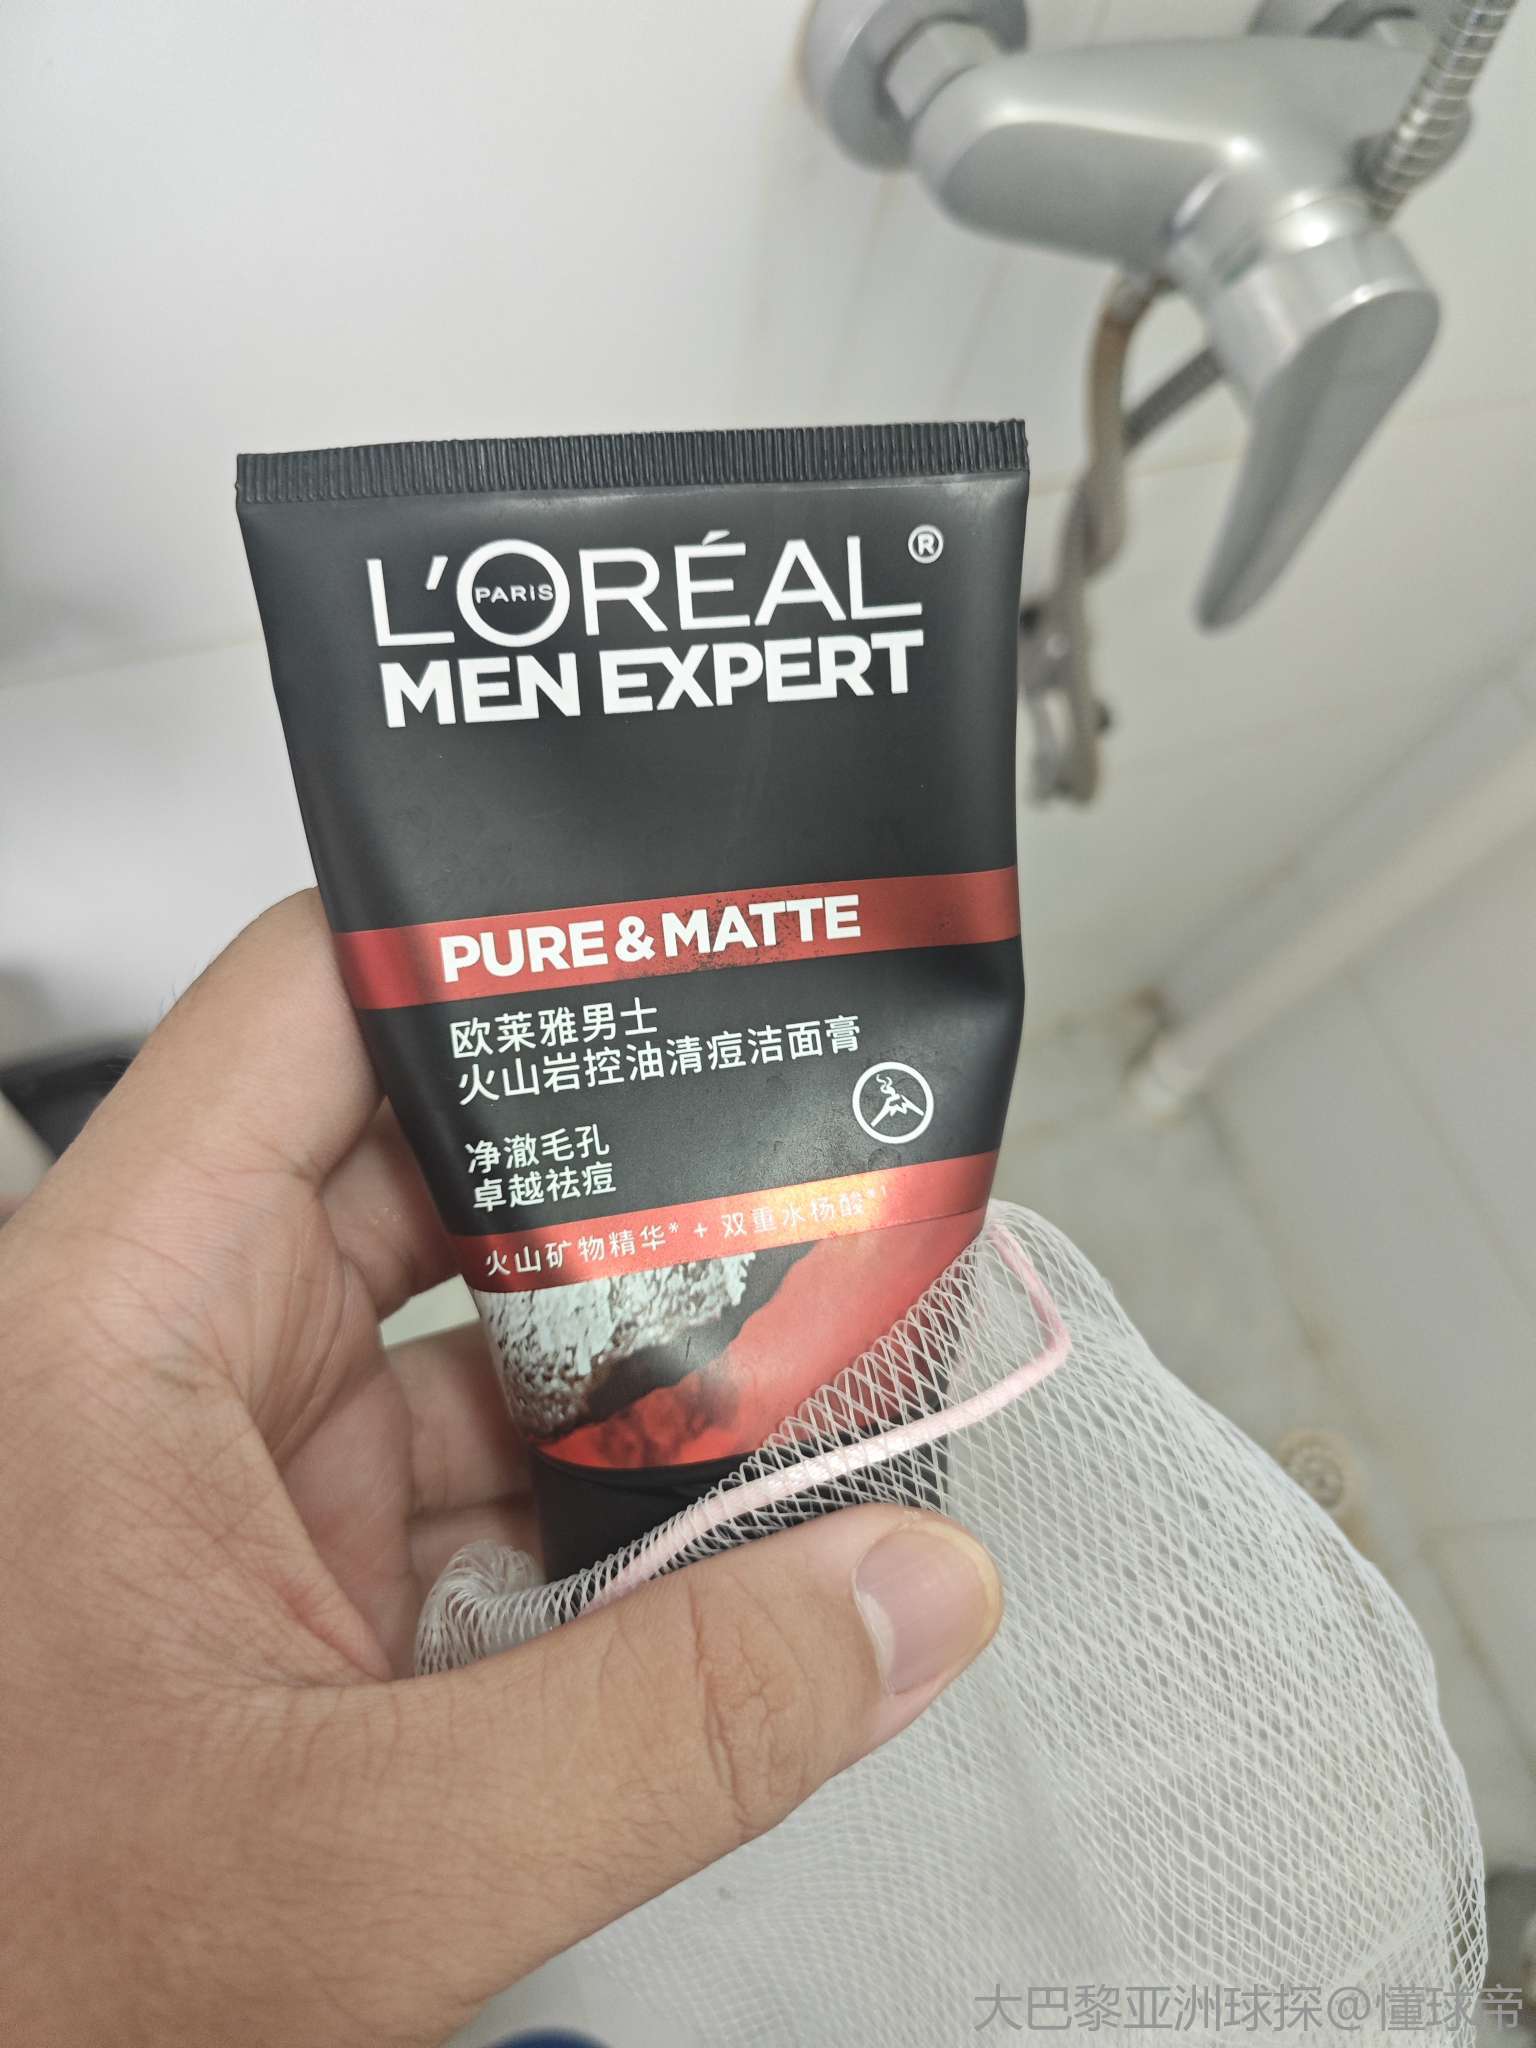 L'ORÉAL®
PARIS
MEN EXPERT
PURE & MATTE
欧莱雅男士
火山岩控油清痘洁面膏
净澈毛孔
卓越祛痘
火山矿物精华* + 双重水杨酸*¹
大巴黎亚洲球探@懂球帝